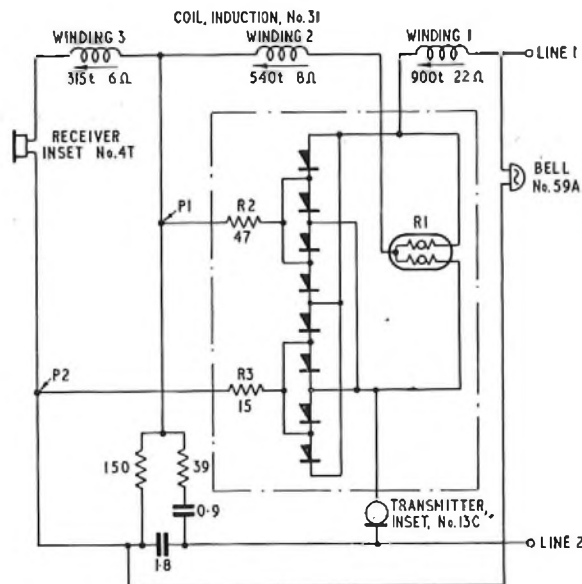 COIL, INDUCTION, No.31
WINDING 3
WINDING 2
WINDING 1
LINE 1
315t 6Ω
540t 8Ω
900t 22Ω
RECEIVER
INSET No.4T
BELL
No.59A
P1
R2
47
R1
P2
R3
15
150
39
0·9
TRANSMITTER,
INSET, No.13C
LINE 2
1·8